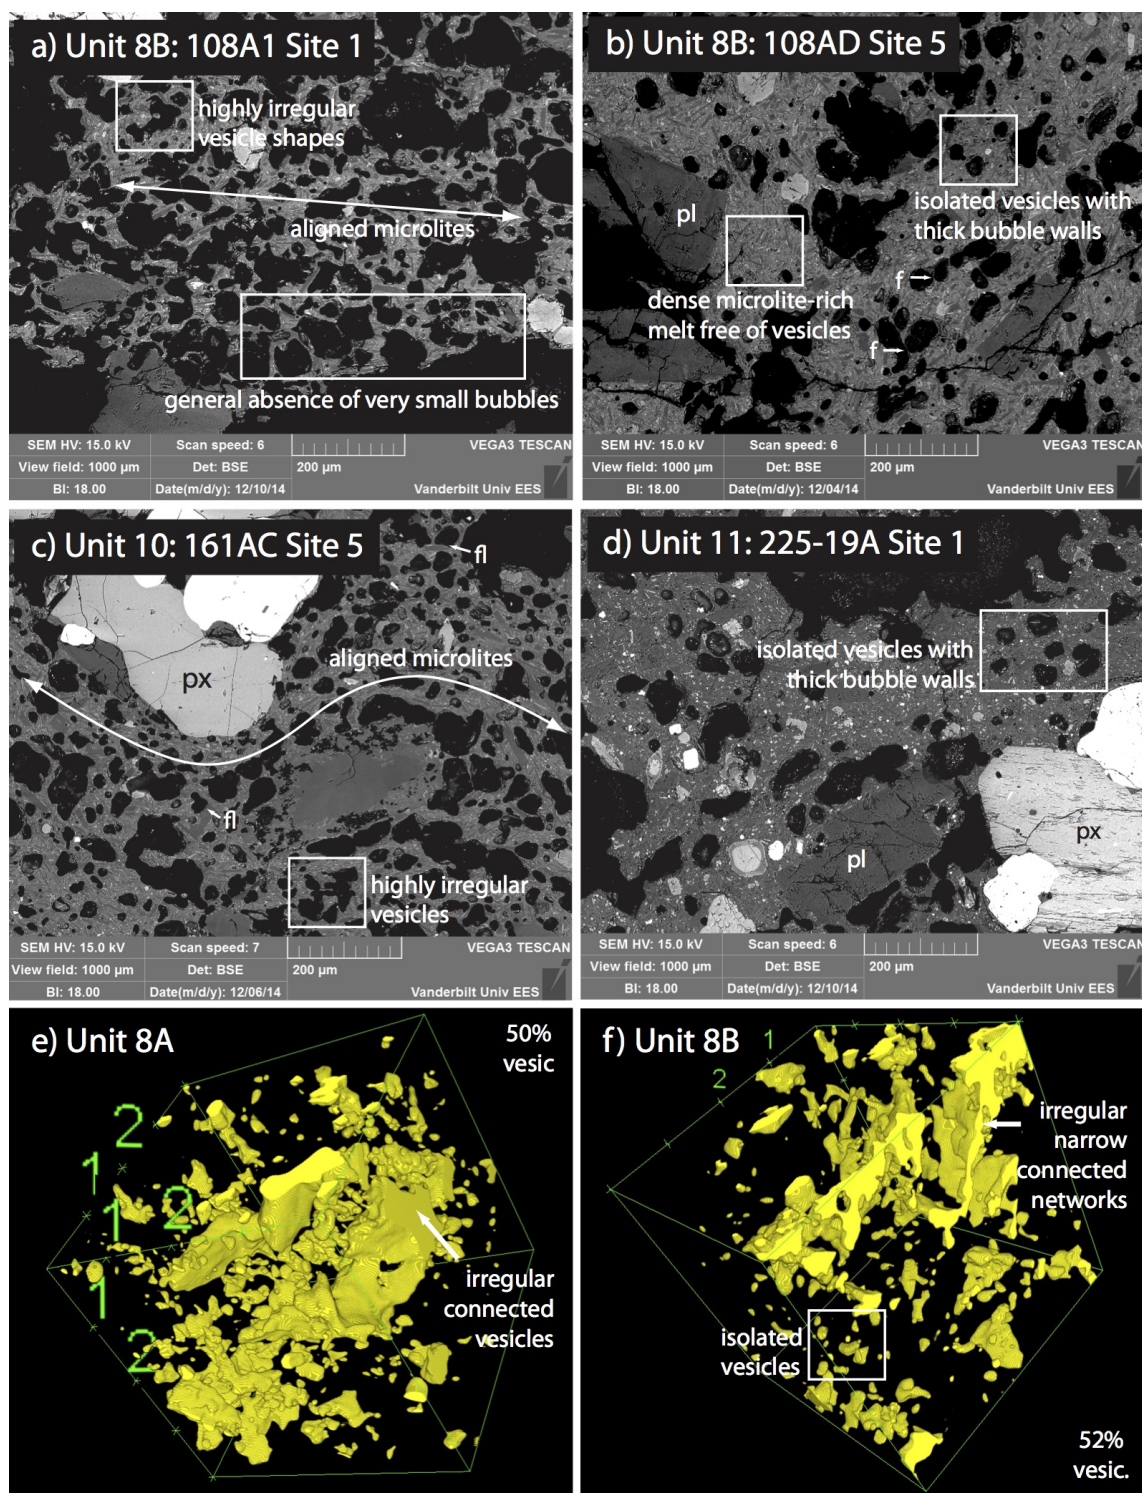 a) Unit 8B: 108A1 Site 1
highly irregular
vesicle shapes
aligned microlites
general absence of very small bubbles
SEM HV: 15.0 kV
Scan speed: 6
VEGA3 TESCAN
View field: 1000 µm
Det: BSE
200 µm
BI: 18.00
Date(m/d/y): 12/10/14
Vanderbilt Univ EES
b) Unit 8B: 108AD Site 5
pl
isolated vesicles with
thick bubble walls
dense microlite-rich
melt free of vesicles
f
f
SEM HV: 15.0 kV
Scan speed: 6
VEGA3 TESCAN
View field: 1000 µm
Det: BSE
200 µm
BI: 18.00
Date(m/d/y): 12/04/14
Vanderbilt Univ EES
c) Unit 10: 161AC Site 5
fl
aligned microlites
px
fl
highly irregular
vesicles
SEM HV: 15.0 kV
Scan speed: 7
VEGA3 TESCAN
View field: 1000 µm
Det: BSE
200 µm
BI: 18.00
Date(m/d/y): 12/06/14
Vanderbilt Univ EES
d) Unit 11: 225-19A Site 1
isolated vesicles with
thick bubble walls
px
pl
SEM HV: 15.0 kV
Scan speed: 6
VEGA3 TESCAN
View field: 1000 µm
Det: BSE
200 µm
BI: 18.00
Date(m/d/y): 12/10/14
Vanderbilt Univ EES
e) Unit 8A
50%
vesic
2
1
1
2
1
2
irregular
connected
vesicles
f) Unit 8B
1
2
irregular
narrow
connected
networks
isolated
vesicles
52%
vesic.